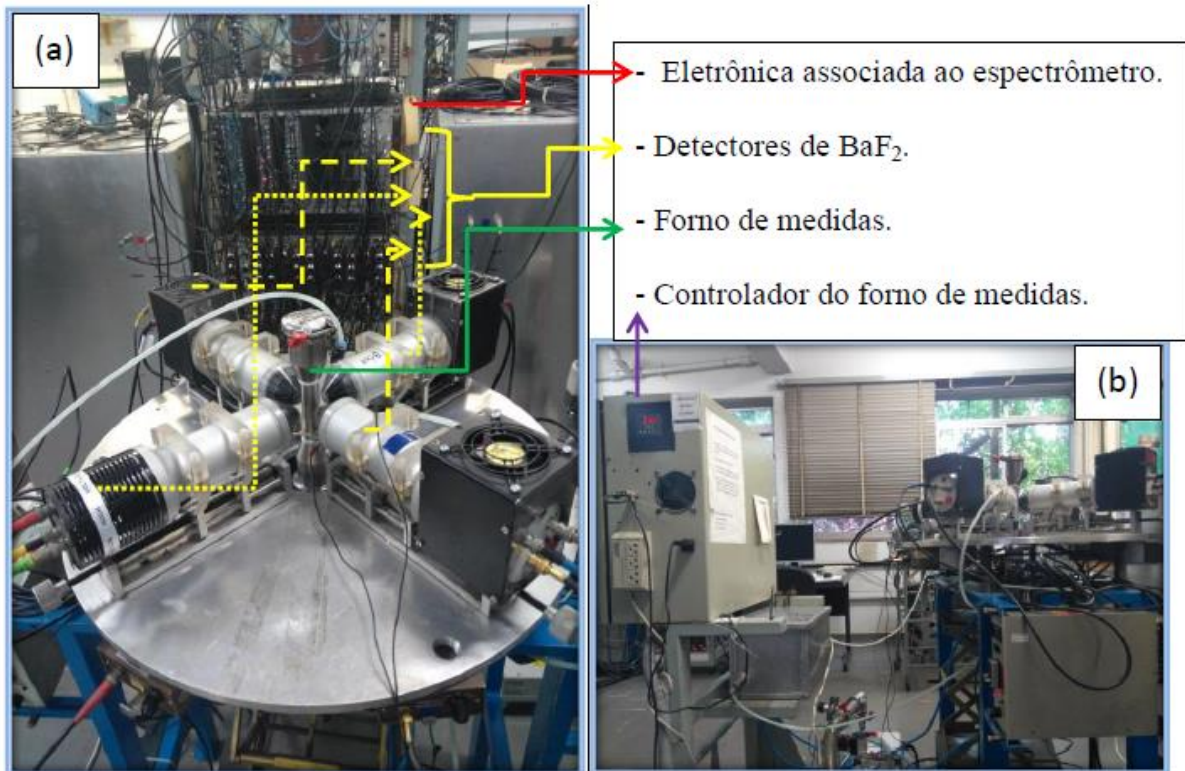 (a)
- Eletrônica associada ao espectrômetro.
- Detectores de BaF₂.
- Forno de medidas.
- Controlador do forno de medidas.
(b)